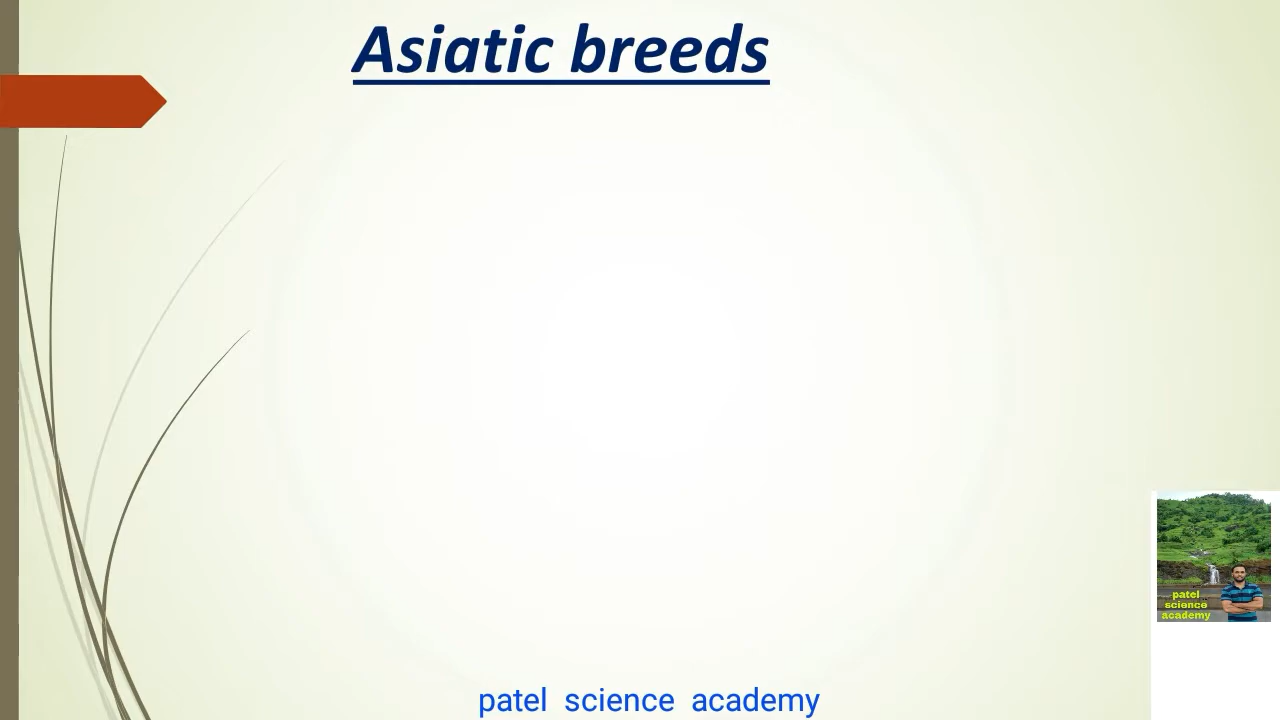 Asiatic breeds
patel
science
academy
patel science academy